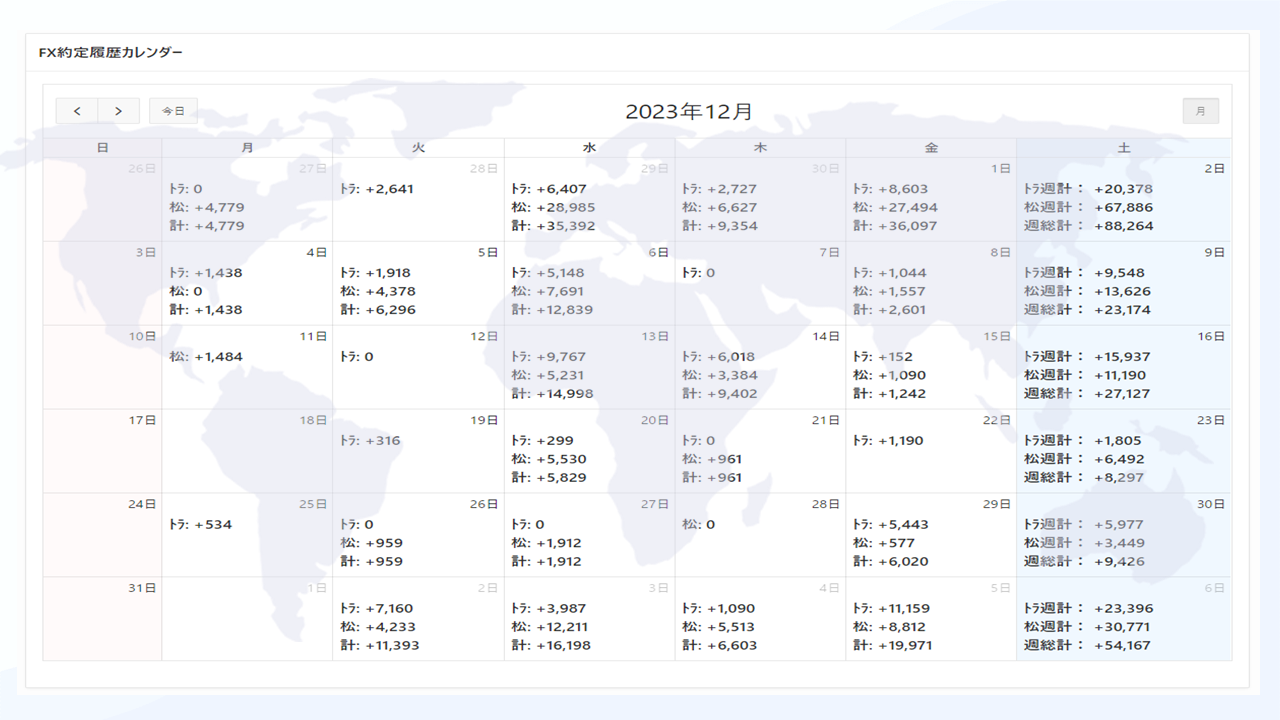 FX約定履歴カレンダー
< > 今日 2023年12月 月
日 月 火 水 木 金 土
26日 27日 28日 29日 30日 1日 2日
ﾄﾗ: 0 ﾄﾗ: +2,641 ﾄﾗ: +6,407 ﾄﾗ: +2,727 ﾄﾗ: +8,603 ﾄﾗ週計： +20,378
松: +4,779 松: +28,985 松: +6,627 松: +27,494 松週計： +67,886
計: +4,779 計: +35,392 計: +9,354 計: +36,097 週総計： +88,264
3日 4日 5日 6日 7日 8日 9日
ﾄﾗ: +1,438 ﾄﾗ: +1,918 ﾄﾗ: +5,148 ﾄﾗ: 0 ﾄﾗ: +1,044 ﾄﾗ週計： +9,548
松: 0 松: +4,378 松: +7,691 松: +1,557 松週計： +13,626
計: +1,438 計: +6,296 計: +12,839 計: +2,601 週総計： +23,174
10日 11日 12日 13日 14日 15日 16日
松: +1,484 ﾄﾗ: 0 ﾄﾗ: +9,767 ﾄﾗ: +6,018 ﾄﾗ: +152 ﾄﾗ週計： +15,937
松: +5,231 松: +3,384 松: +1,090 松週計： +11,190
計: +14,998 計: +9,402 計: +1,242 週総計： +27,127
17日 18日 19日 20日 21日 22日 23日
ﾄﾗ: +316 ﾄﾗ: +299 ﾄﾗ: 0 ﾄﾗ: +1,190 ﾄﾗ週計： +1,805
松: +5,530 松: +961 松週計： +6,492
計: +5,829 計: +961 週総計： +8,297
24日 25日 26日 27日 28日 29日 30日
ﾄﾗ: +534 ﾄﾗ: 0 ﾄﾗ: 0 松: 0 ﾄﾗ: +5,443 ﾄﾗ週計： +5,977
松: +959 松: +1,912 松: +577 松週計： +3,449
計: +959 計: +1,912 計: +6,020 週総計： +9,426
31日 1日 2日 3日 4日 5日 6日
ﾄﾗ: +7,160 ﾄﾗ: +3,987 ﾄﾗ: +1,090 ﾄﾗ: +11,159 ﾄﾗ週計： +23,396
松: +4,233 松: +12,211 松: +5,513 松: +8,812 松週計： +30,771
計: +11,393 計: +16,198 計: +6,603 計: +19,971 週総計： +54,167